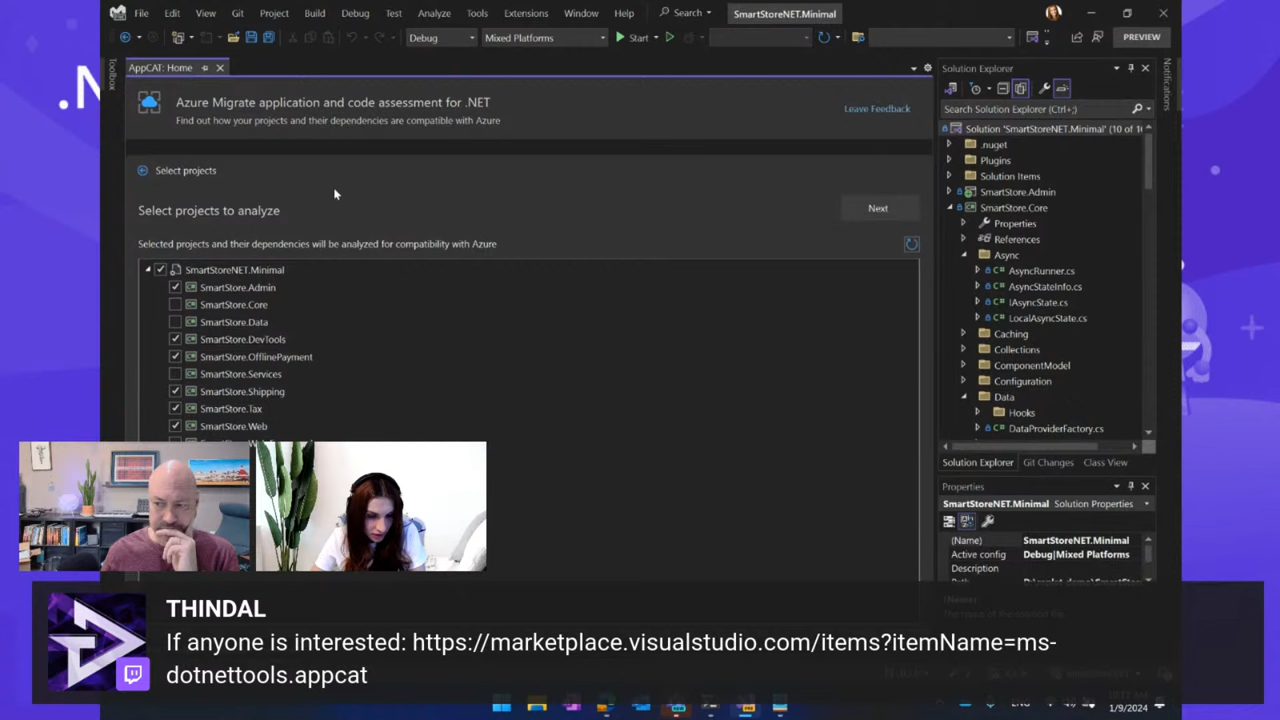 File Edit View Git Project Build Debug Test Analyze Tools Extensions Window Help Search SmartStoreNET.Minimal
Debug Mixed Platforms Start PREVIEW
.N
Toolbox
AppCAT: Home
Azure Migrate application and code assessment for .NET
Find out how your projects and their dependencies are compatible with Azure
Leave Feedback
Select projects
Select projects to analyze
Next
Selected projects and their dependencies will be analyzed for compatibility with Azure
SmartStoreNET.Minimal
SmartStore.Admin
SmartStore.Core
SmartStore.Data
SmartStore.DevTools
SmartStore.OfflinePayment
SmartStore.Services
SmartStore.Shipping
SmartStore.Tax
SmartStore.Web
Solution Explorer
Search Solution Explorer (Ctrl+;)
Solution 'SmartStoreNET.Minimal' (10 of 1
.nuget
Plugins
Solution Items
SmartStore.Admin
SmartStore.Core
Properties
References
Async
AsyncRunner.cs
AsyncStateInfo.cs
IAsyncState.cs
LocalAsyncState.cs
Caching
Collections
ComponentModel
Configuration
Data
Hooks
DataProviderFactory.cs
Solution Explorer Git Changes Class View
Properties
SmartStoreNET.Minimal Solution Properties
(Name) SmartStoreNET.Minimal
Active config Debug|Mixed Platforms
Description
Notifications
THINDAL
If anyone is interested: https://marketplace.visualstudio.com/items?itemName=ms-
dotnettools.appcat
ENG
1/9/2024